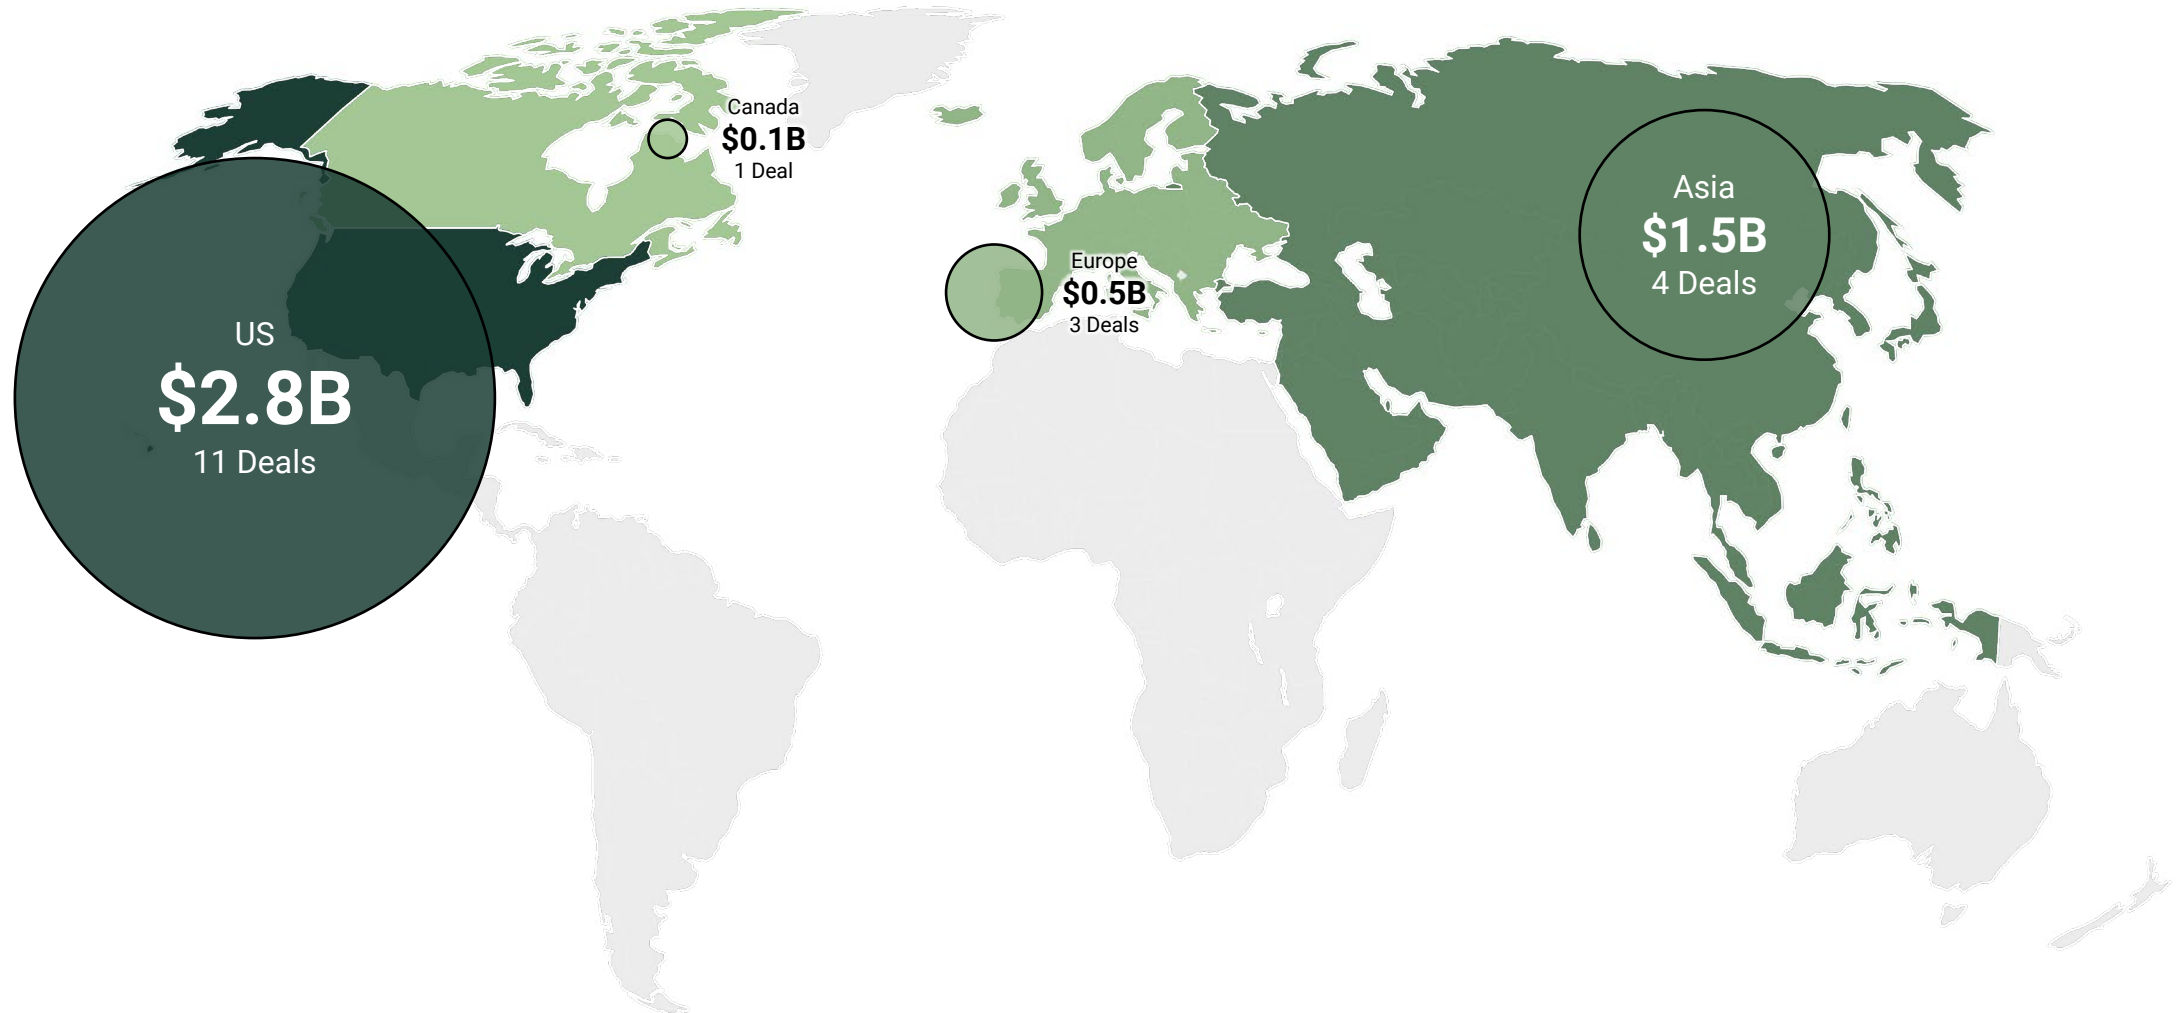 Canada
$0.1B
1 Deal
US
$2.8B
11 Deals
Europe
$0.5B
3 Deals
Asia
$1.5B
4 Deals